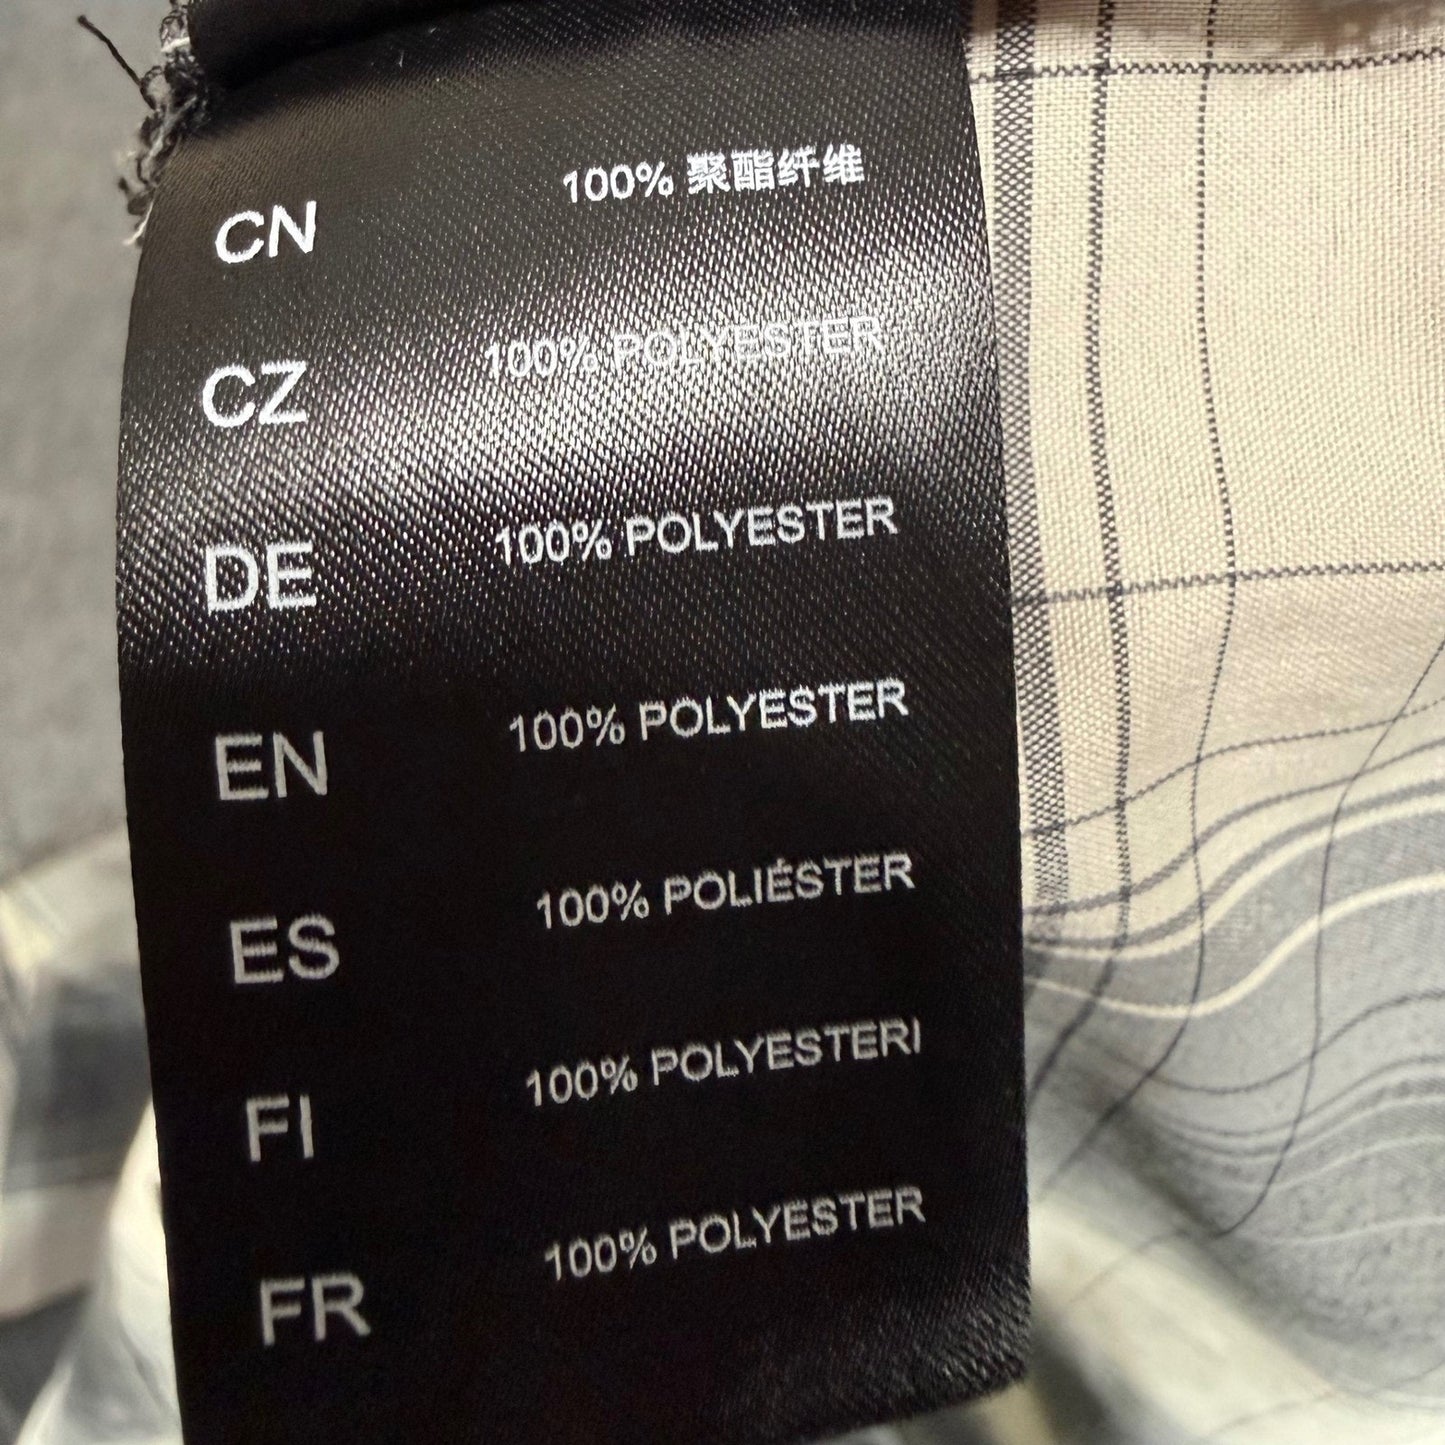 CN 100% 聚酯纤维
CZ 100% POLYESTER
DE 100% POLYESTER
EN 100% POLYESTER
ES 100% POLIÉSTER
FI 100% POLYESTERI
FR 100% POLYESTER